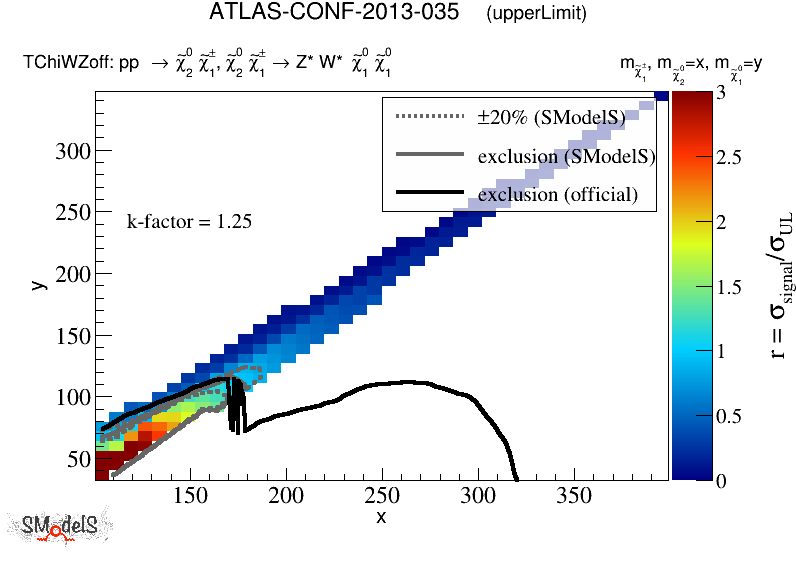 ATLAS-CONF-2013-035 (upperLimit)
TChiWZoff: pp → χ̃⁰₂ χ̃±₁, χ̃⁰₂ χ̃±₁ → Z* W* χ̃⁰₁ χ̃⁰₁
m_χ̃±₁, m_χ̃⁰₂=x, m_χ̃⁰₁=y
±20% (SModelS)
exclusion (SModelS)
exclusion (official)
k-factor = 1.25
y
300
250
200
150
100
50
150 200 250 300 350
x
3
2.5
2
1.5
1
0.5
0
r = σ_signal/σ_UL
SModelS